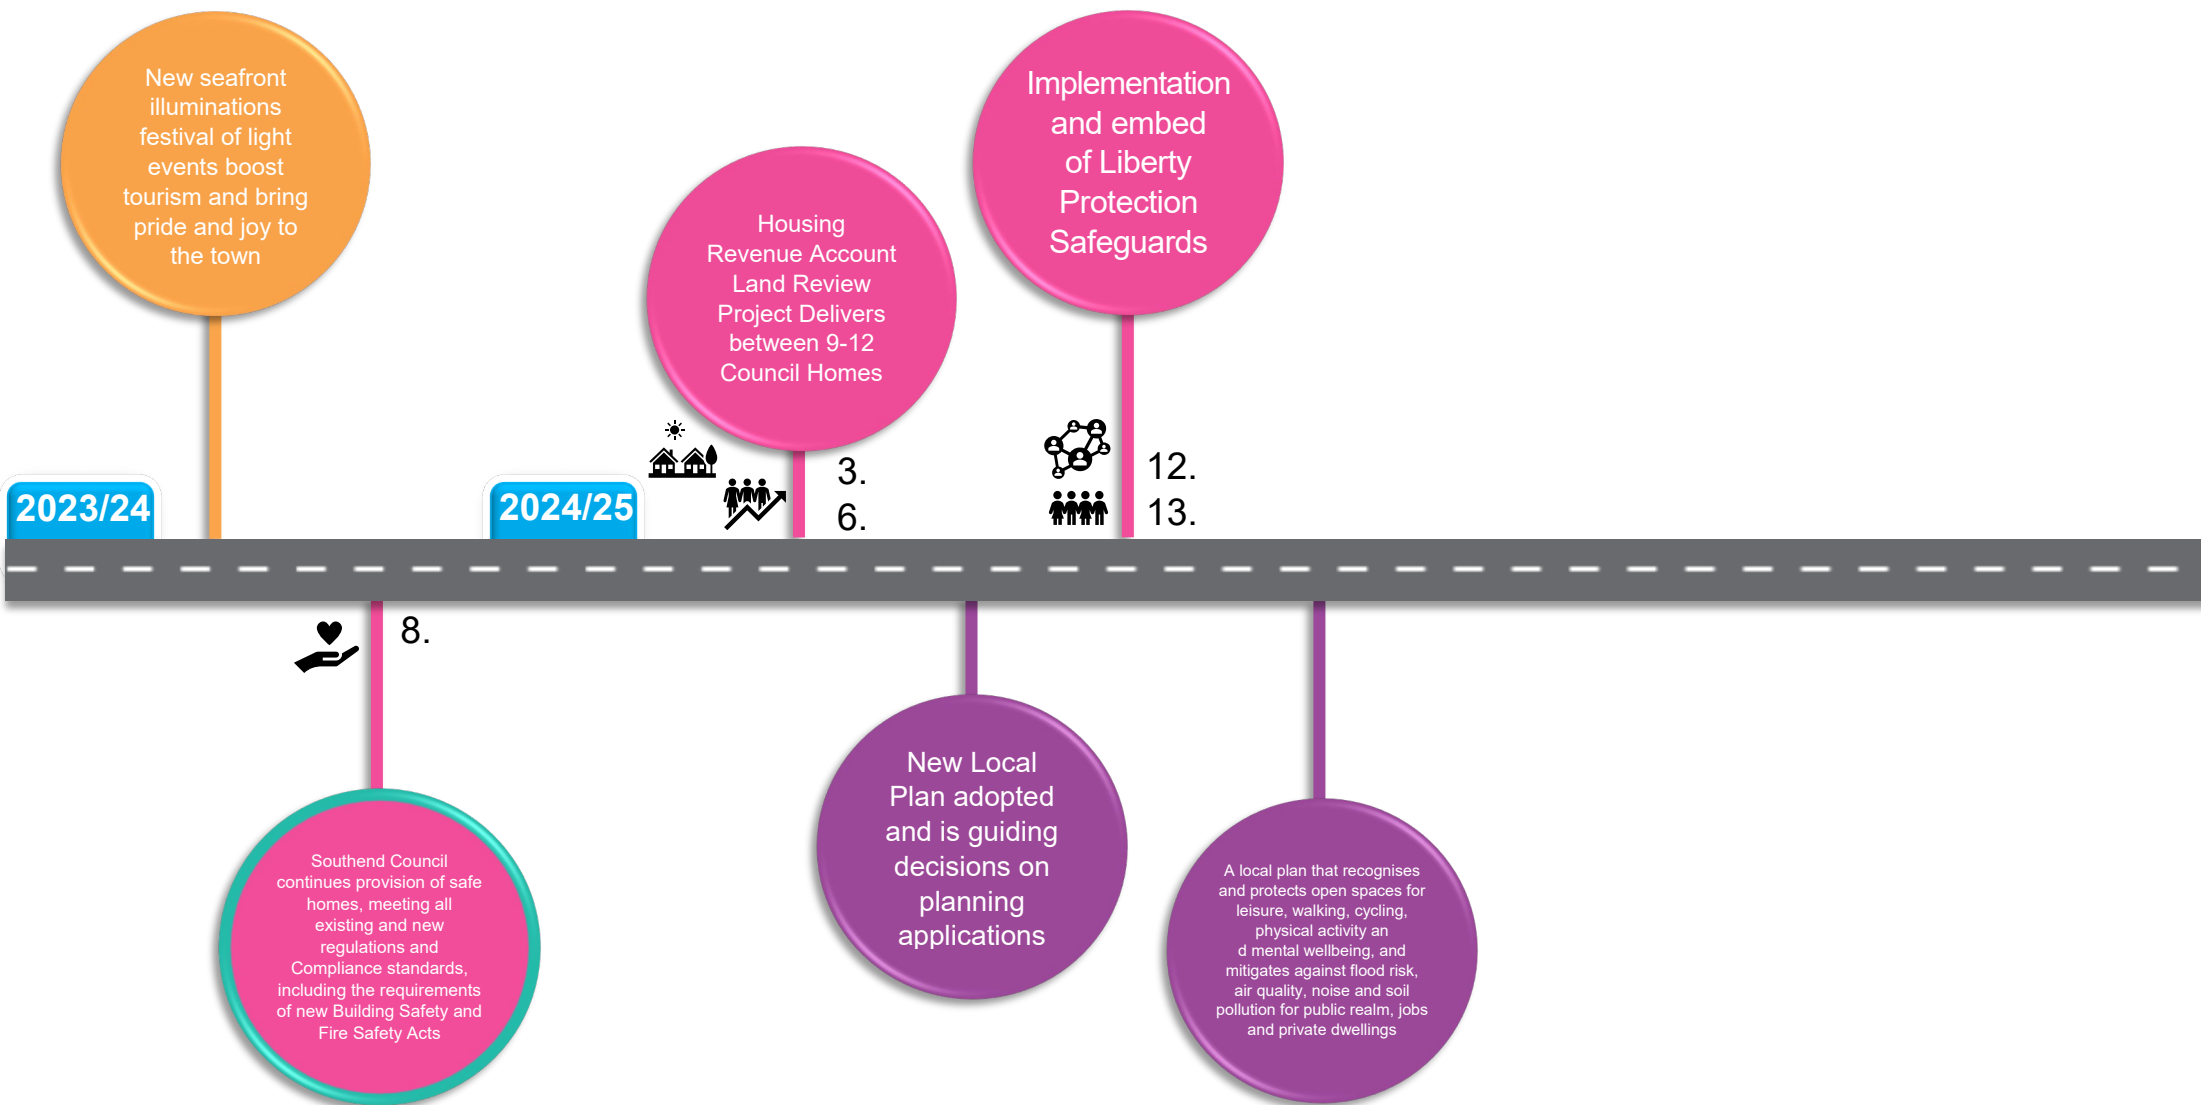 New seafront
illuminations
festival of light
events boost
tourism and bring
pride and joy to
the town
Housing
Revenue Account
Land Review
Project Delivers
between 9-12
Council Homes
Implementation
and embed
of Liberty
Protection
Safeguards
2023/24
2024/25
3.
6.
12.
13.
8.
Southend Council
continues provision of safe
homes, meeting all
existing and new
regulations and
Compliance standards,
including the requirements
of new Building Safety and
Fire Safety Acts
New Local
Plan adopted
and is guiding
decisions on
planning
applications
A local plan that recognises
and protects open spaces for
leisure, walking, cycling,
physical activity an
d mental wellbeing, and
mitigates against flood risk,
air quality, noise and soil
pollution for public realm, jobs
and private dwellings